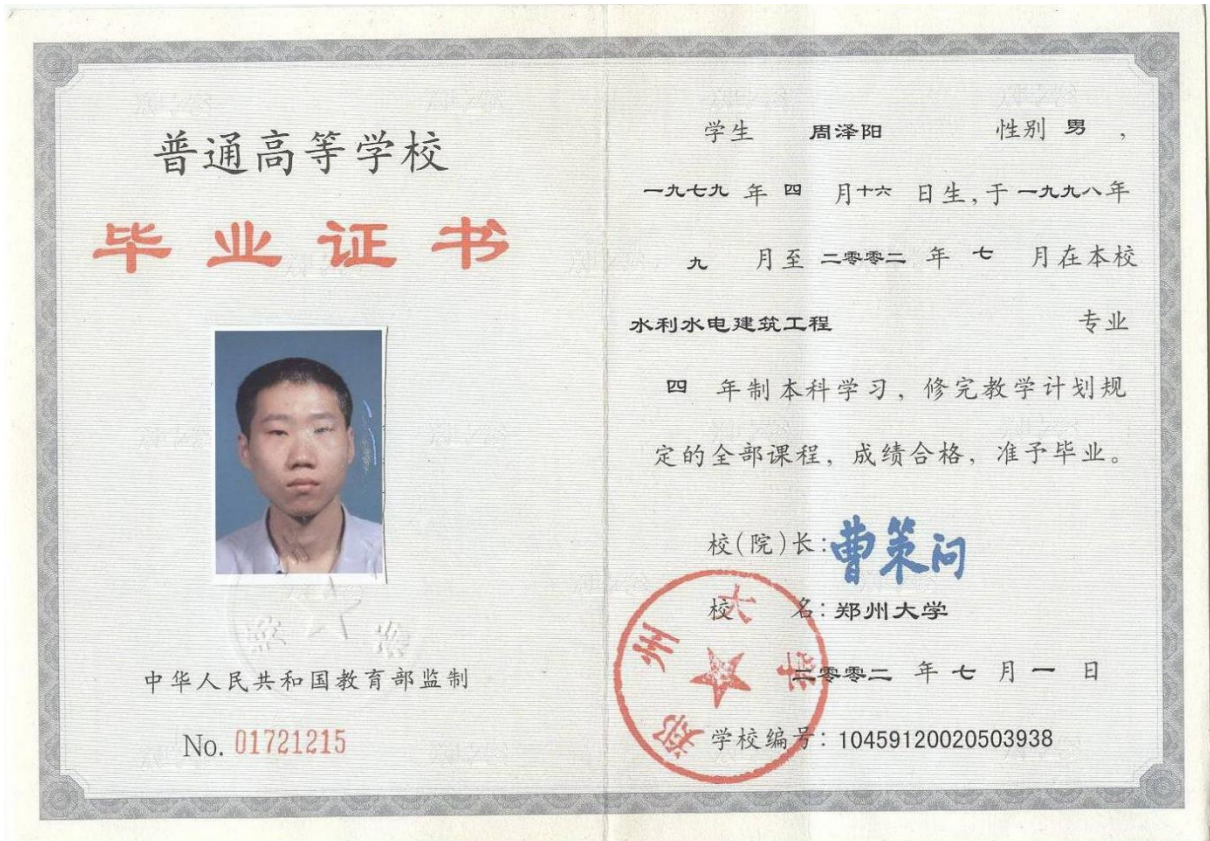 普通高等学校
毕业证书
中华人民共和国教育部监制
No. 01721215
学生 周泽阳 性别 男 ,
一九七九 年 四 月十六 日生,于 一九九八年
九 月至 二零零二 年 七 月在本校
水利水电建筑工程 专业
四 年制本科学习，修完教学计划规
定的全部课程，成绩合格，准予毕业。
校(院)长: 曹策问
校 名: 郑州大学
二零零二 年 七 月 一 日
学校编号: 10459120020503938
郑州大学